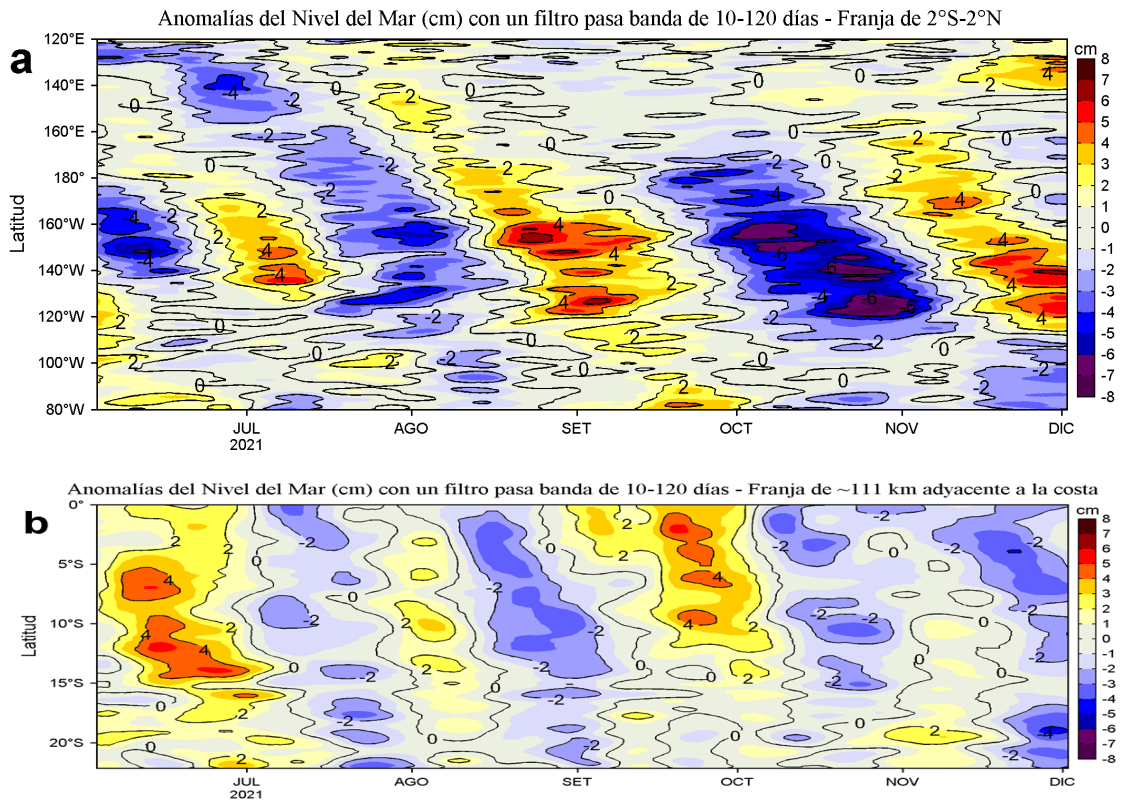 Anomalías del Nivel del Mar (cm) con un filtro pasa banda de 10-120 días - Franja de 2°S-2°N
a
cm
Latitud
120°E
140°E
160°E
180°
160°W
140°W
120°W
100°W
80°W
8
7
6
5
4
3
2
1
0
-1
-2
-3
-4
-5
-6
-7
-8
JUL
2021
AGO
SET
OCT
NOV
DIC
Anomalías del Nivel del Mar (cm) con un filtro pasa banda de 10-120 días - Franja de ~111 km adyacente a la costa
b
cm
Latitud
0°
5°S
10°S
15°S
20°S
8
7
6
5
4
3
2
1
0
-1
-2
-3
-4
-5
-6
-7
-8
JUL
2021
AGO
SET
OCT
NOV
DIC